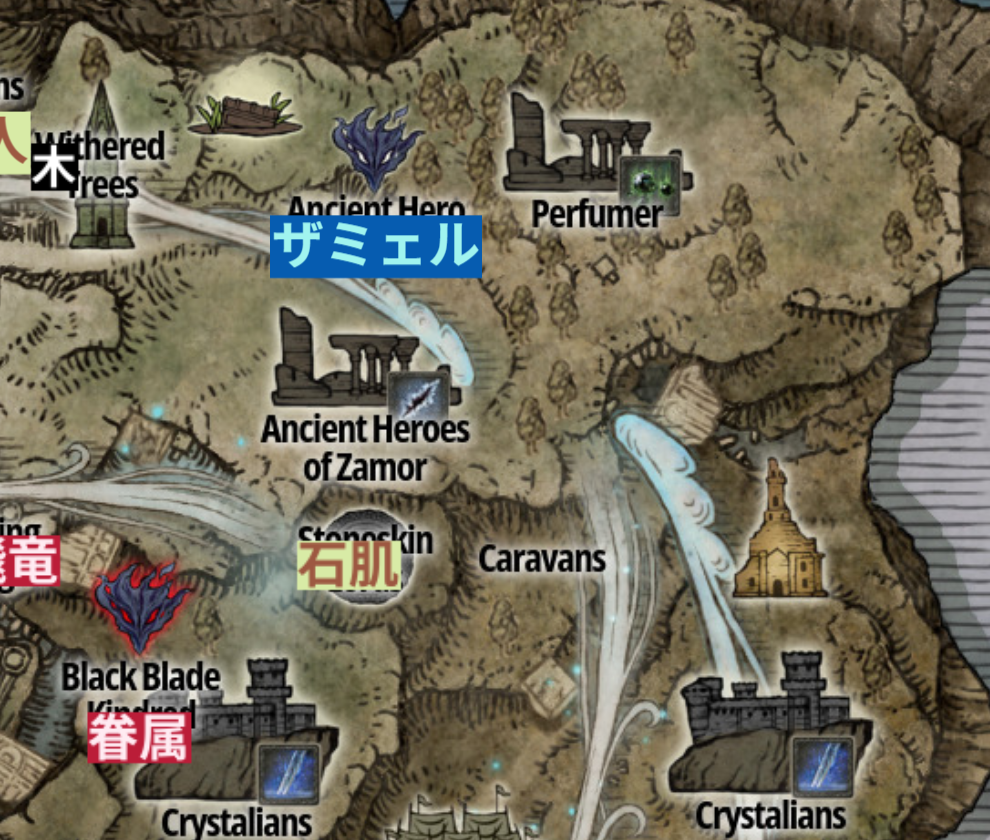 ns
人
Withered
木
Trees
Ancient Hero
ザミェル
Perfumer
Ancient Heroes
of Zamor
Stoneskin
石肌
Caravans
竜
Black Blade
Kindred
眷属
Crystalians
Crystalians